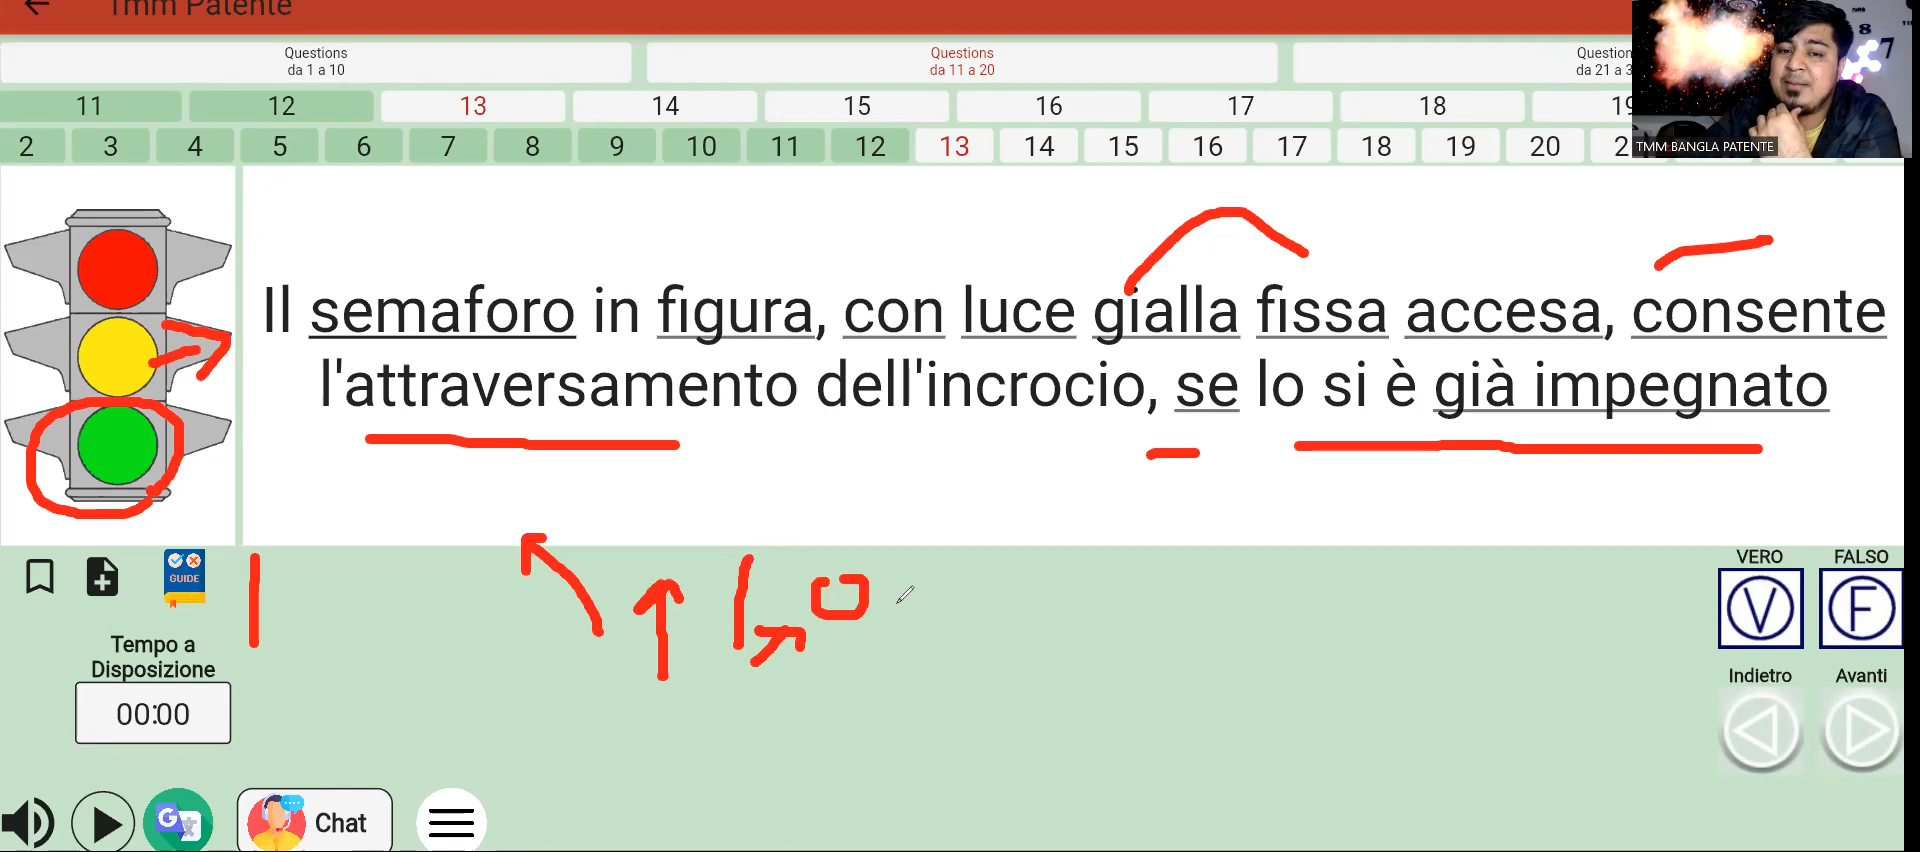 Tmm Patente
Questions
da 1 a 10
Questions
da 11 a 20
da 21 a 3
11 12 13 14 15 16 17 18
2 3 4 5 6 7 8 9 10 11 12 13 14 15 16 17 18 19 20
TMM BANGLA PATENTE
Il semaforo in figura, con luce gialla fissa accesa, consente
l'attraversamento dell'incrocio, se lo si è già impegnato
GUIDE
VERO FALSO
V F
Tempo a
Disposizione
00:00
Indietro Avanti
G
Chat